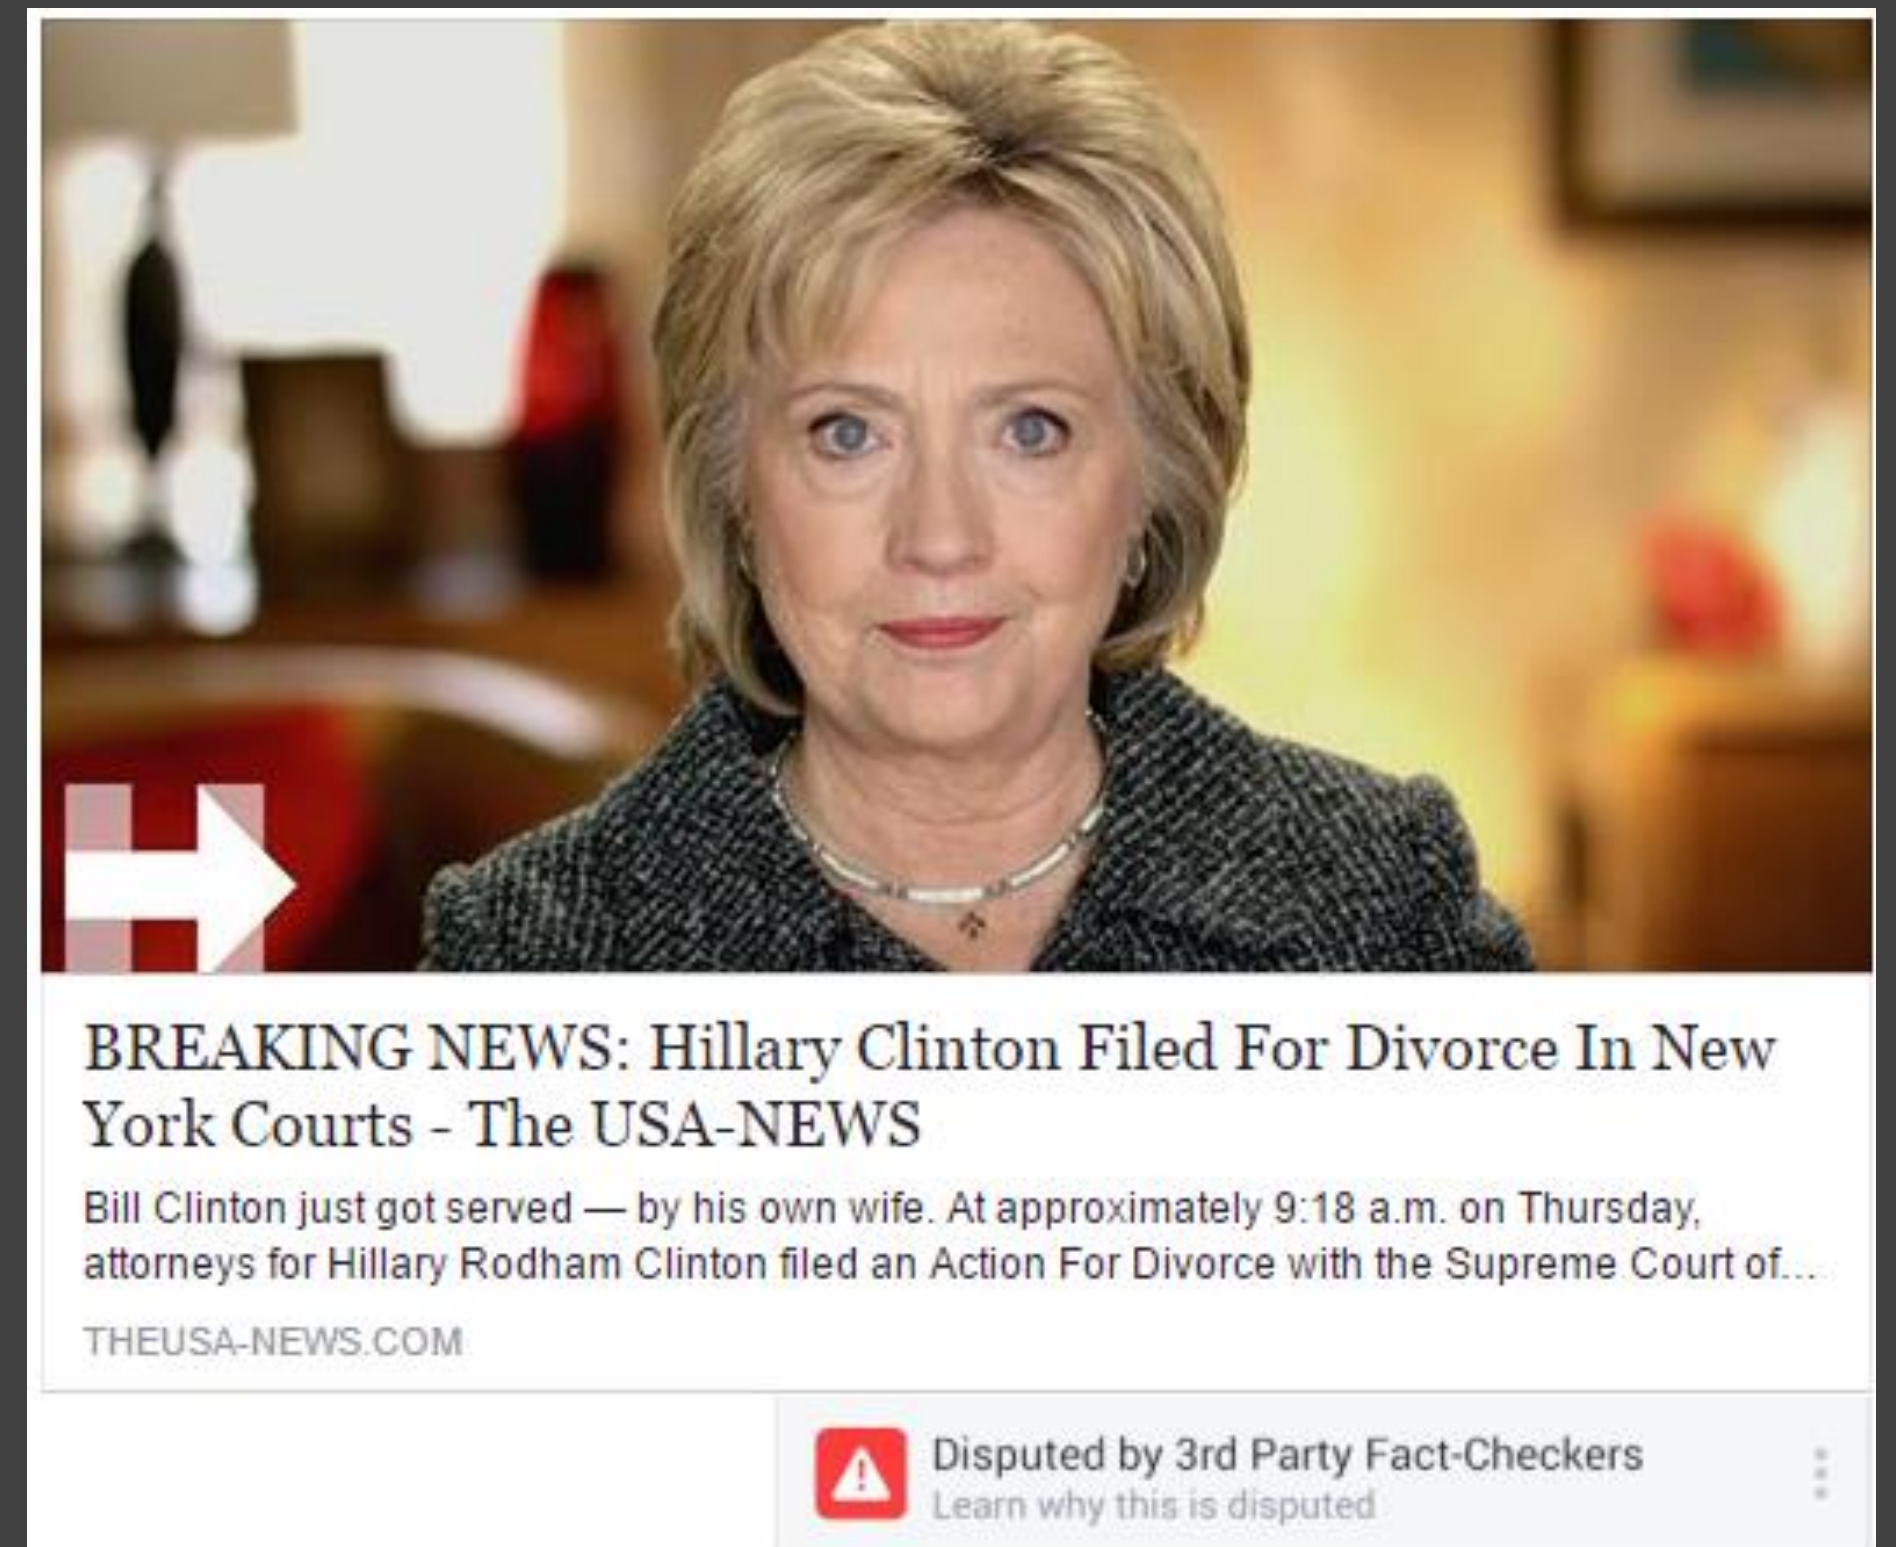 BREAKING NEWS: Hillary Clinton Filed For Divorce In New
York Courts - The USA-NEWS
Bill Clinton just got served — by his own wife. At approximately 9:18 a.m. on Thursday,
attorneys for Hillary Rodham Clinton filed an Action For Divorce with the Supreme Court of...
THEUSA-NEWS.COM
Disputed by 3rd Party Fact-Checkers
Learn why this is disputed